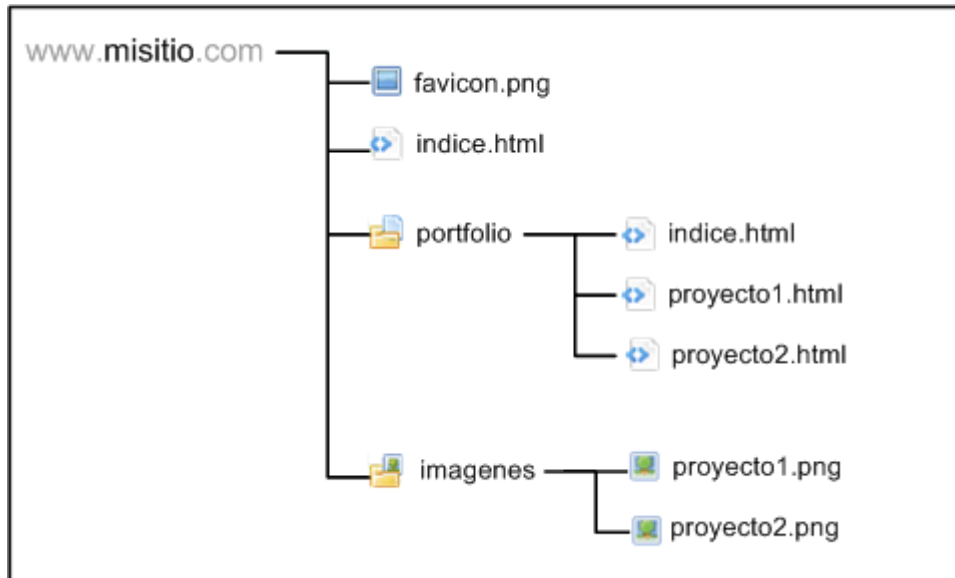 www.misitio.com
favicon.png
indice.html
portfolio
indice.html
proyecto1.html
proyecto2.html
imagenes
proyecto1.png
proyecto2.png